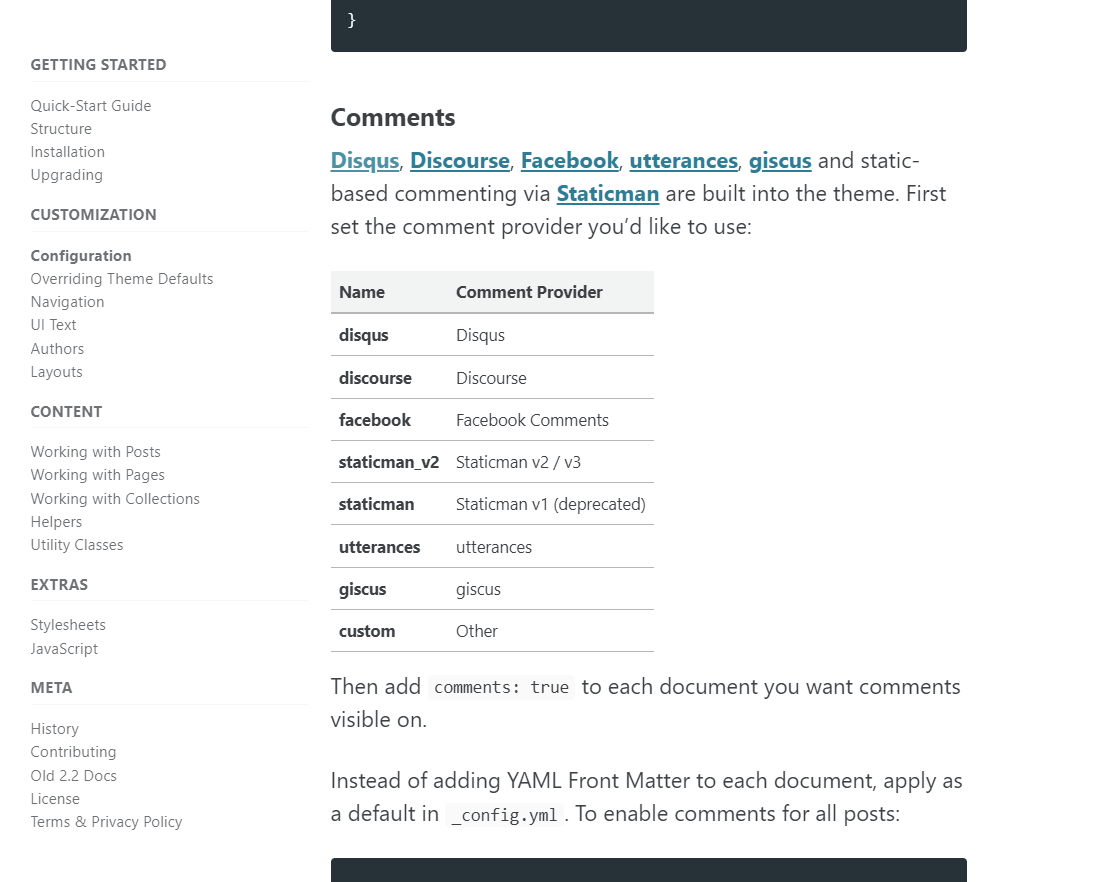 GETTING STARTED
Quick-Start Guide
Structure
Installation
Upgrading
CUSTOMIZATION
Configuration
Overriding Theme Defaults
Navigation
UI Text
Authors
Layouts
CONTENT
Working with Posts
Working with Pages
Working with Collections
Helpers
Utility Classes
EXTRAS
Stylesheets
JavaScript
META
History
Contributing
Old 2.2 Docs
License
Terms & Privacy Policy
}
Comments
Disqus, Discourse, Facebook, utterances, giscus and static-
based commenting via Staticman are built into the theme. First
set the comment provider you’d like to use:
Name Comment Provider
disqus Disqus
discourse Discourse
facebook Facebook Comments
staticman_v2 Staticman v2 / v3
staticman Staticman v1 (deprecated)
utterances utterances
giscus giscus
custom Other
Then add comments: true to each document you want comments
visible on.
Instead of adding YAML Front Matter to each document, apply as
a default in _config.yml. To enable comments for all posts: